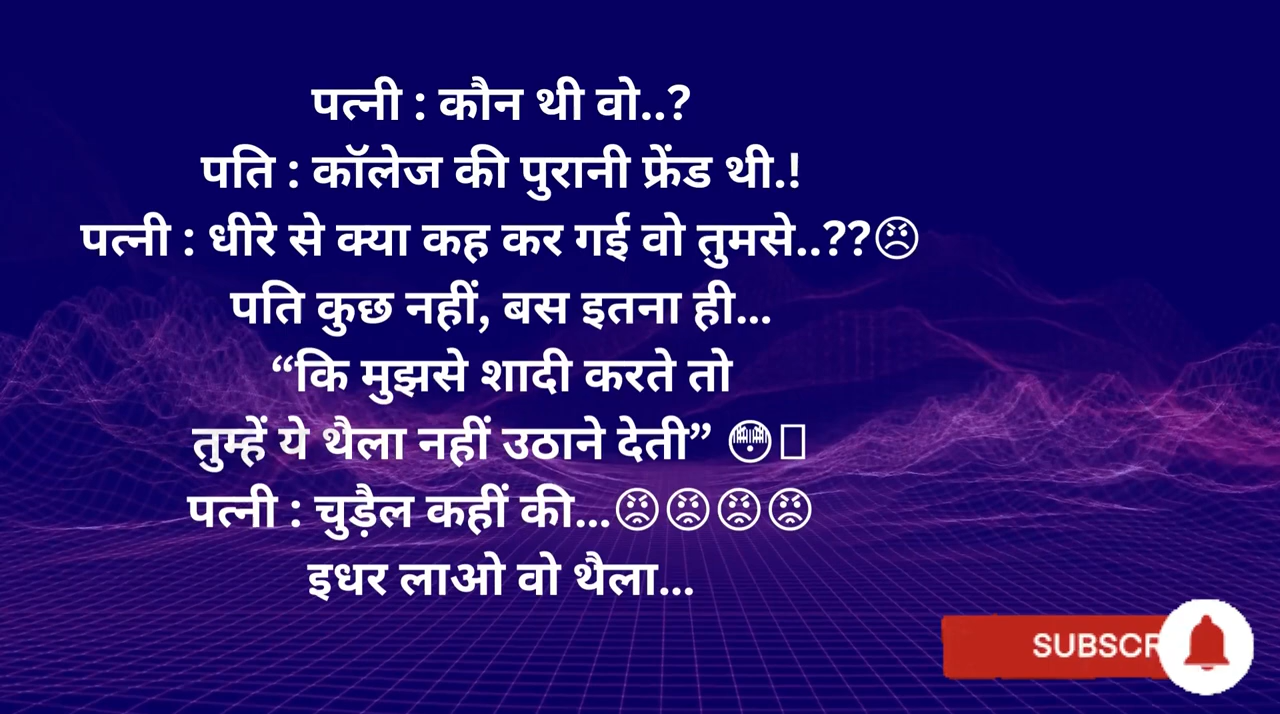 पत्नी : कौन थी वो..?
पति : कॉलेज की पुरानी फ्रेंड थी.!
पत्नी : धीरे से क्या कह कर गई वो तुमसे..??😠
पति कुछ नहीं, बस इतना ही...
“कि मुझसे शादी करते तो
तुम्हें ये थैला नहीं उठाने देती” 😳
पत्नी : चुड़ैल कहीं की...😡😡😡😡
इधर लाओ वो थैला...
SUBSCR